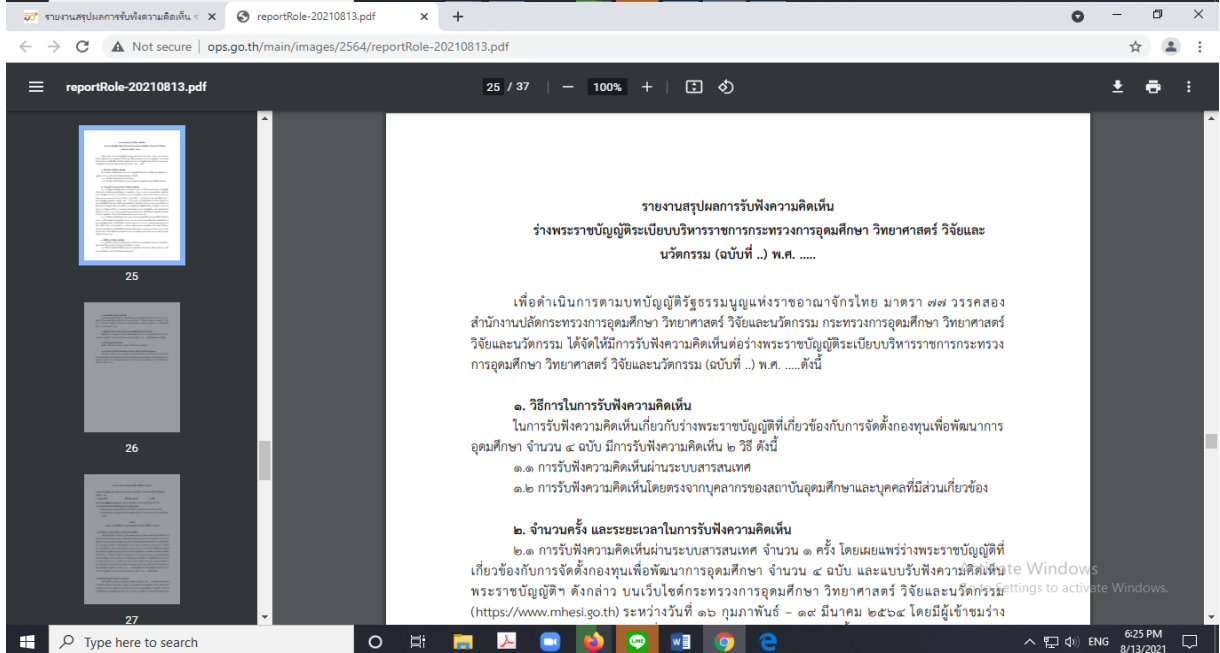 รายงานสรุปผลการรับฟังความคิดเห็น
reportRole-20210813.pdf
Not secure | ops.go.th/main/images/2564/reportRole-20210813.pdf
reportRole-20210813.pdf
25 / 37
100%
25
26
27
รายงานสรุปผลการรับฟังความคิดเห็น
ร่างพระราชบัญญัติระเบียบบริหารราชการกระทรวงการอุดมศึกษา วิทยาศาสตร์ วิจัยและ
นวัตกรรม (ฉบับที่ ..) พ.ศ. .....
เพื่อดำเนินการตามบทบัญญัติรัฐธรรมนูญแห่งราชอาณาจักรไทย มาตรา ๗๗ วรรคสอง
สำนักงานปลัดกระทรวงการอุดมศึกษา วิทยาศาสตร์ วิจัยและนวัตกรรม กระทรวงการอุดมศึกษา วิทยาศาสตร์
วิจัยและนวัตกรรม ได้จัดให้มีการรับฟังความคิดเห็นต่อร่างพระราชบัญญัติระเบียบบริหารราชการกระทรวง
การอุดมศึกษา วิทยาศาสตร์ วิจัยและนวัตกรรม (ฉบับที่ ..) พ.ศ. .....ดังนี้
๑. วิธีการในการรับฟังความคิดเห็น
ในการรับฟังความคิดเห็นเกี่ยวกับร่างพระราชบัญญัติที่เกี่ยวข้องกับการจัดตั้งกองทุนเพื่อพัฒนาการ
อุดมศึกษา จำนวน ๔ ฉบับ มีการรับฟังความคิดเห็น ๒ วิธี ดังนี้
๑.๑ การรับฟังความคิดเห็นผ่านระบบสารสนเทศ
๑.๒ การรับฟังความคิดเห็นโดยตรงจากบุคลากรของสถาบันอุดมศึกษาและบุคคลที่มีส่วนเกี่ยวข้อง
๒. จำนวนครั้ง และระยะเวลาในการรับฟังความคิดเห็น
๒.๑ การรับฟังความคิดเห็นผ่านระบบสารสนเทศ จำนวน ๑ ครั้ง โดยเผยแพร่ร่างพระราชบัญญัติที่
เกี่ยวข้องกับการจัดตั้งกองทุนเพื่อพัฒนาการอุดมศึกษา จำนวน ๔ ฉบับ และแบบรับฟังความคิดเห็น
พระราชบัญญัติฯ ดังกล่าว บนเว็บไซต์กระทรวงการอุดมศึกษา วิทยาศาสตร์ วิจัยและนวัตกรรม
(https://www.mhesi.go.th) ระหว่างวันที่ ๑๖ กุมภาพันธ์ – ๑๙ มีนาคม ๒๕๖๔ โดยมีผู้เข้าชมร่าง
Activate Windows
Go to Settings to activate Windows.
Type here to search
ENG
6:25 PM
8/13/2021